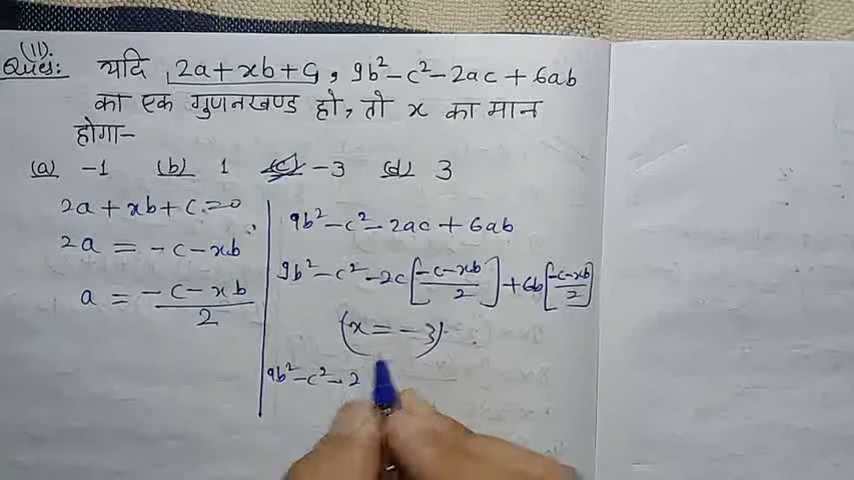 (11).
Ques: यदि 2a+xb+c, 9b²-c²-2ac+6ab
का एक गुणनखण्ड हो, तो x का मान
होगा-
(a) -1 (b) 1 (c) -3 (d) 3
2a+xb+c=0
2a = -c-xb
a = (-c-xb)/2
9b²-c²-2ac+6ab
9b²-c²-2c[(-c-xb)/2]+6b[(-c-xb)/2]
(x=-3)
9b²-c²-2